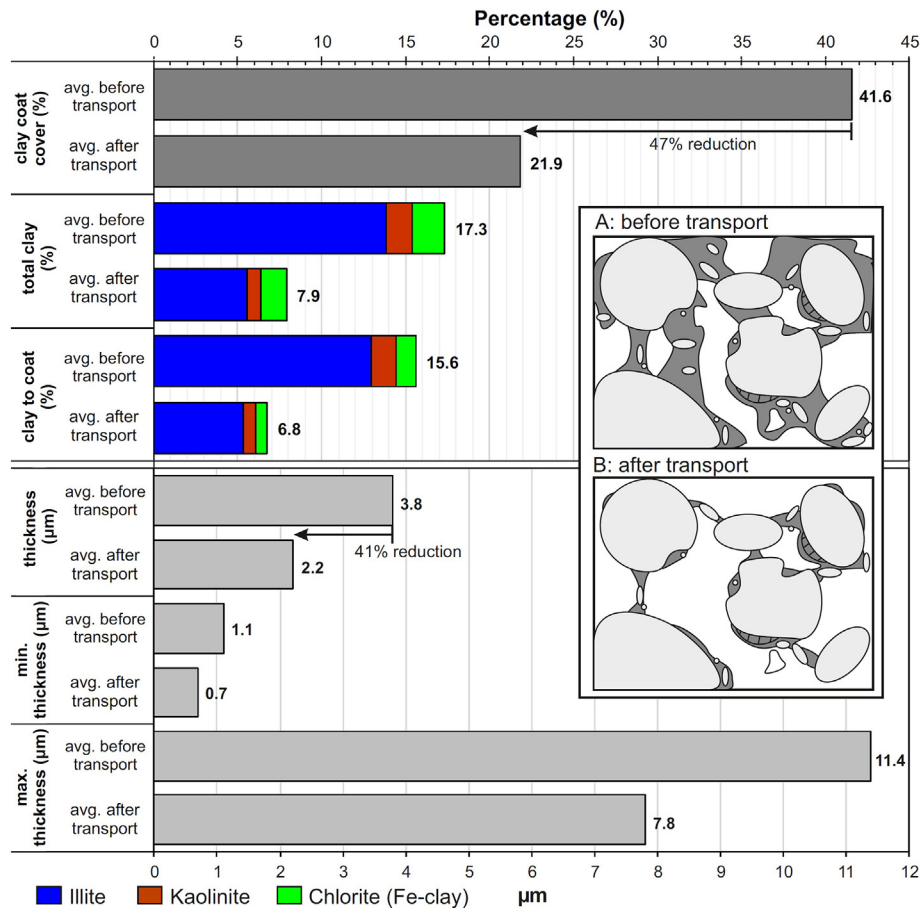 Percentage (%)
0 5 10 15 20 25 30 35 40 45
clay coat
cover (%)
avg. before
transport
41.6
47% reduction
avg. after
transport
21.9
total clay
(%)
avg. before
transport
17.3
avg. after
transport
7.9
clay to coat
(%)
avg. before
transport
15.6
avg. after
transport
6.8
A: before transport
B: after transport
thickness
(µm)
avg. before
transport
3.8
41% reduction
avg. after
transport
2.2
min.
thickness (µm)
avg. before
transport
1.1
avg. after
transport
0.7
max.
thickness (µm)
avg. before
transport
11.4
avg. after
transport
7.8
0 1 2 3 4 5 6 7 8 9 10 11 12
Illite Kaolinite Chlorite (Fe-clay) µm